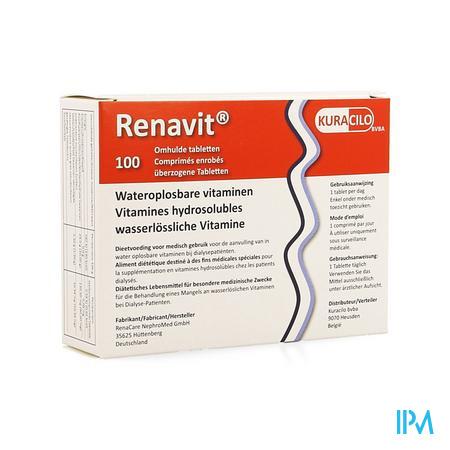 Renavit®
100
Omhulde tabletten
Comprimés enrobés
überzogene Tabletten
KURACILO
BVBA
Wateroplosbare vitaminen
Vitamines hydrosolubles
wasserlössliche Vitamine
Dieetvoeding voor medisch gebruik voor de aanvulling van in
water oplosbare vitaminen bij dialysepatiënten.
Aliment diététique destiné à des fins médicales spéciales pour
la supplémentation en vitamines hydrosolubles chez les patients
dialysés.
Diätetisches Lebensmittel für besondere medizinische Zwecke
für die Behandlung eines Mangels an wasserlöslichen Vitaminen
bei Dialyse-Patienten.
Fabrikant/Fabricant/Hersteller
RenaCare NephroMed GmbH
35625 Hüttenberg
Deutschland
Gebruiksaanwijzing
1 tablet per dag
Enkel onder medisch
toezicht gebruiken.
Mode d'emploi
1 comprimé par jour
À utiliser uniquement
sous surveillance
médicale.
Gebrauchsanweisung:
1 Tablette täglich
Verwenden Sie das
Mittel ausschließlich
unter ärztlicher Aufsicht.
Distributeur/Verteiler
Kuracilo bvba
9070 Heusden
België
IPM